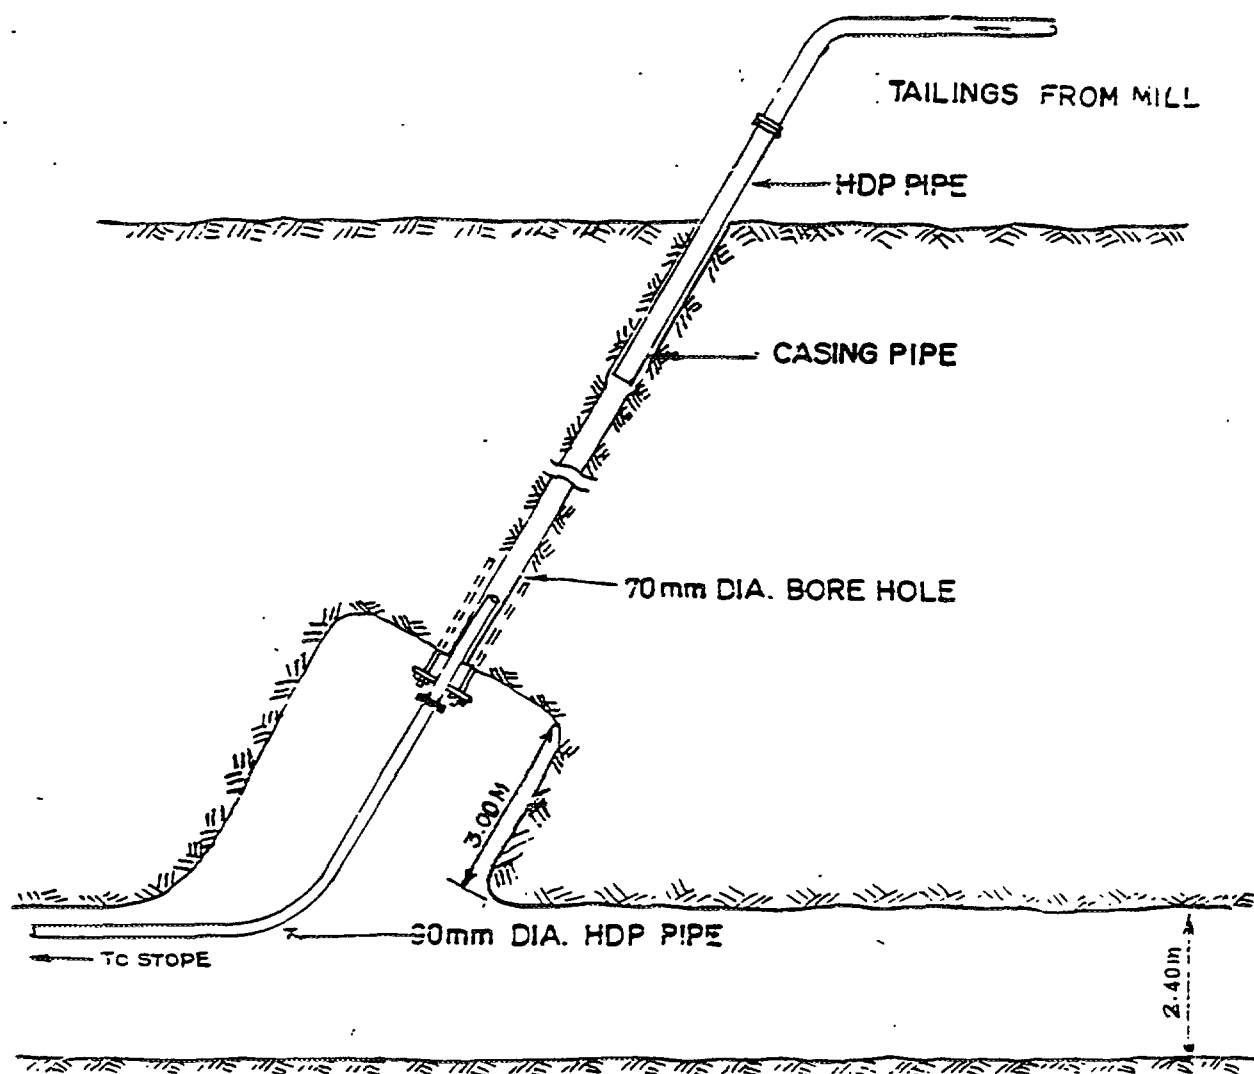 TAILINGS FROM MILL
HDP PIPE
CASING PIPE
70mm DIA. BORE HOLE
3.00M
90mm DIA. HDP PIPE
TO STOPE
2.40m